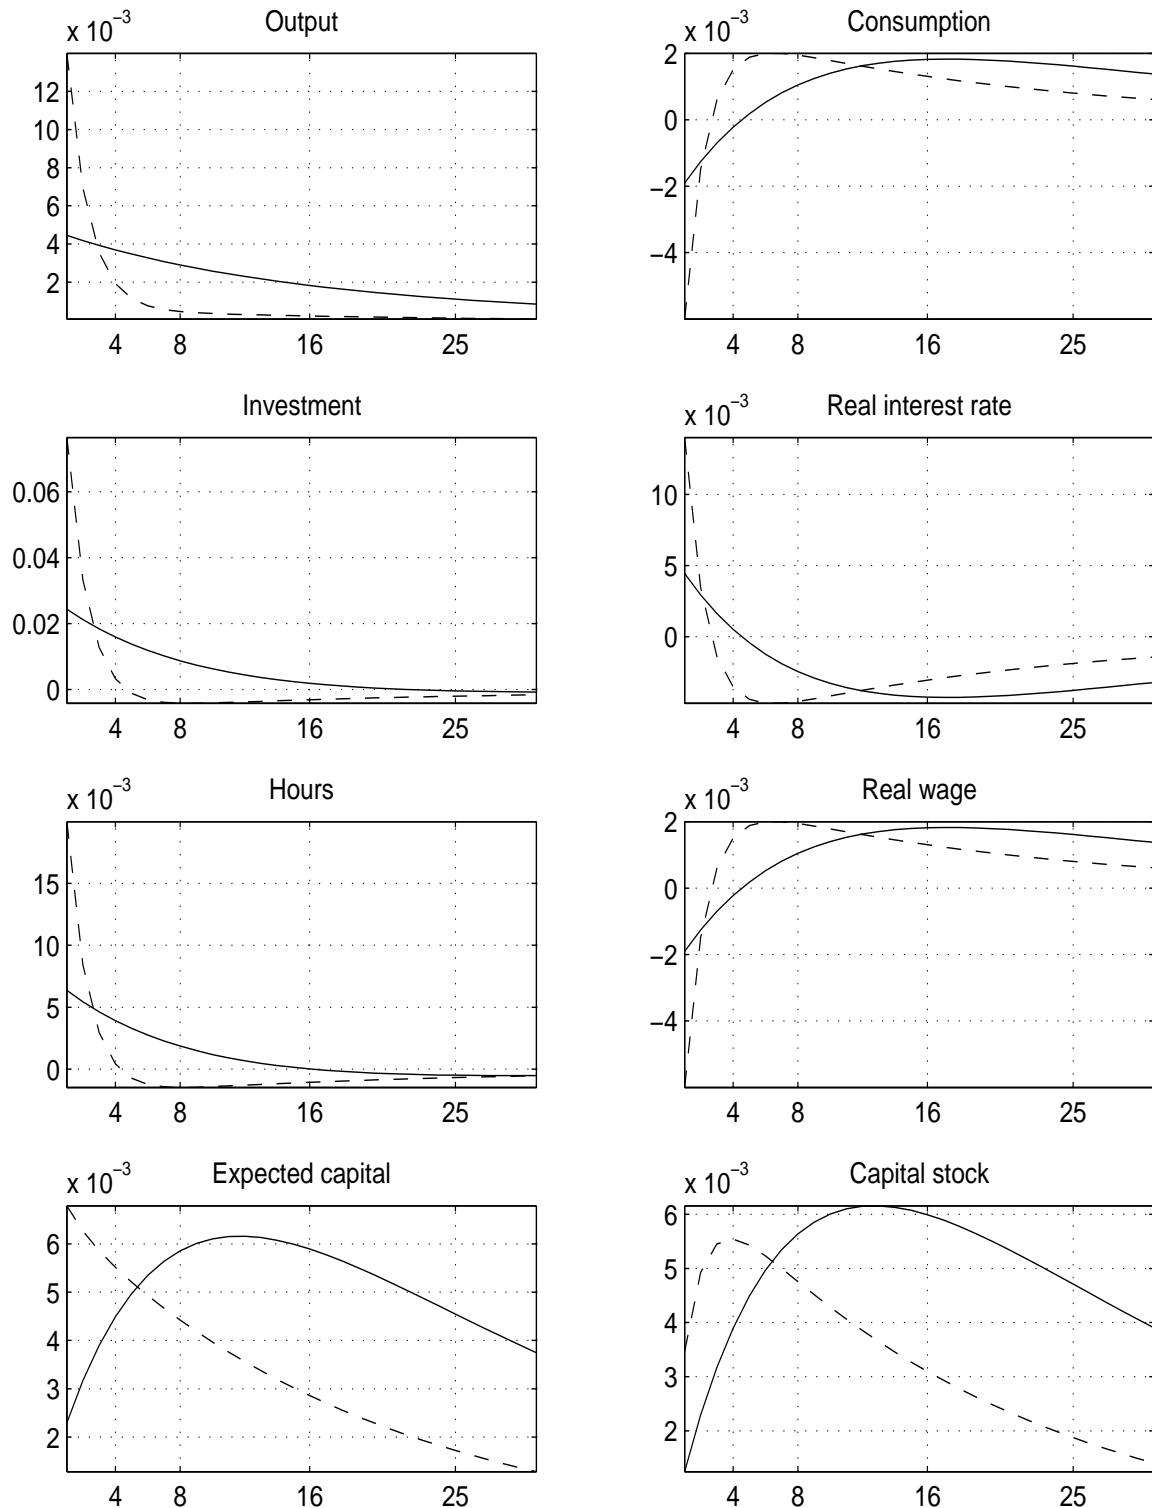 Output
x 10⁻³
12
10
8
6
4
2
4 8 16 25
Consumption
x 10⁻³
2
0
−2
−4
4 8 16 25
Investment
0.06
0.04
0.02
0
4 8 16 25
Real interest rate
x 10⁻³
10
5
0
4 8 16 25
Hours
x 10⁻³
15
10
5
0
4 8 16 25
Real wage
x 10⁻³
2
0
−2
−4
4 8 16 25
Expected capital
x 10⁻³
6
5
4
3
2
4 8 16 25
Capital stock
x 10⁻³
6
5
4
3
2
4 8 16 25